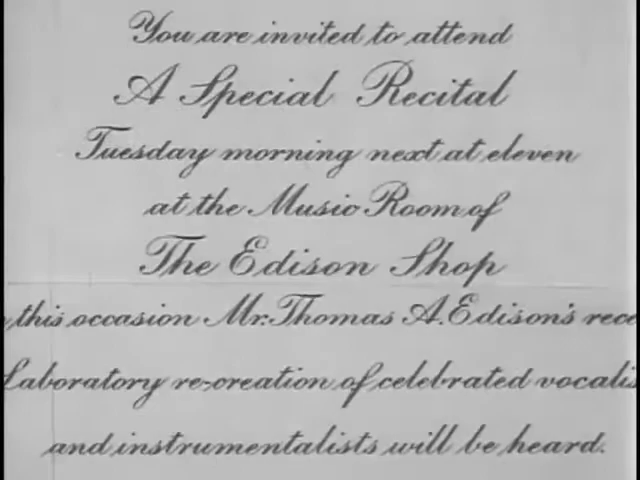 You are invited to attend
A Special Recital
Tuesday morning next at eleven
at the Music Room of
The Edison Shop
this occasion Mr. Thomas A. Edison's
Laboratory re-creation of celebrated
and instrumentalists will be heard.